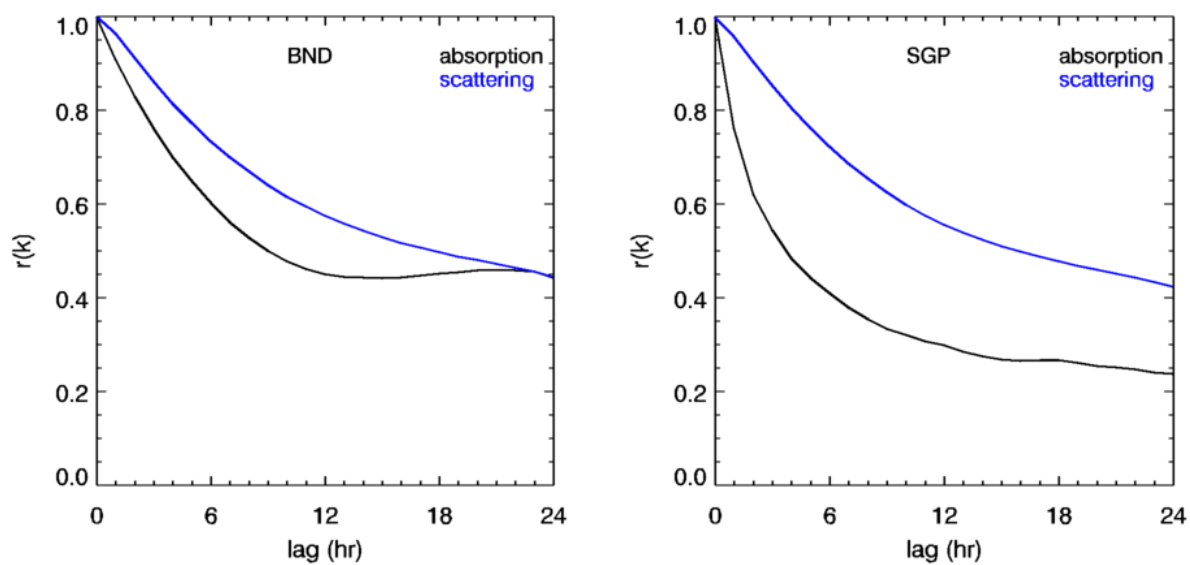 BND
absorption
scattering
1.0
0.8
0.6
0.4
0.2
0.0
r(k)
0 6 12 18 24
lag (hr)
SGP
absorption
scattering
1.0
0.8
0.6
0.4
0.2
0.0
r(k)
0 6 12 18 24
lag (hr)